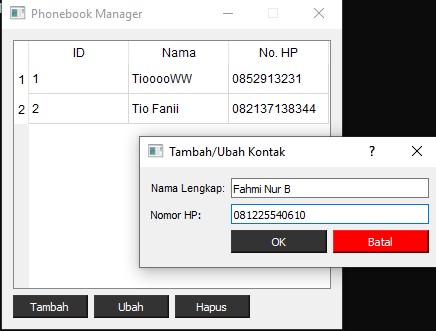 Phonebook Manager
ID Nama No. HP
1 1 TiooooWW 0852913231
2 2 Tio Fanii 082137138344
Tambah/Ubah Kontak ?
Nama Lengkap: Fahmi Nur B
Nomor HP: 081225540610
OK Batal
Tambah Ubah Hapus